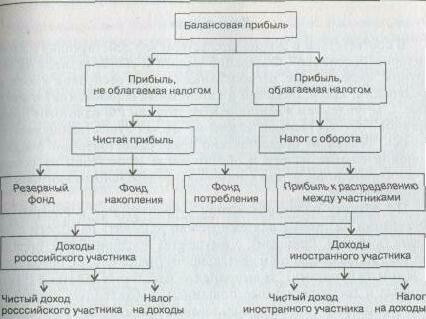 Балансовая прибыль
Прибыль,
не облагаемая налогом
Прибыль,
облагаемая налогом
Чистая прибыль
Налог с оборота
Резервный
фонд
Фонд
накопления
Фонд
потребления
Прибыль к распределению
между участниками
Доходы
росссийского участника
Доходы
иностранного участника
Чистый доход
росссийского участника
Налог
на доходы
Чистый доход
иностранного участника
Налог
на доходы